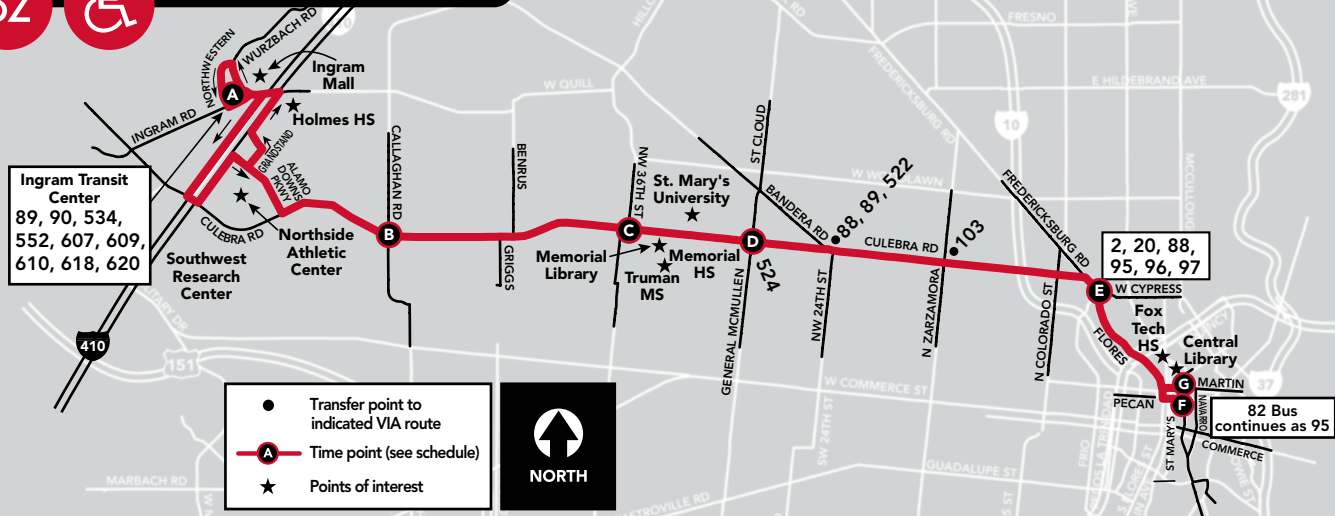 82
NORTHWESTERN
WURZBACH RD
Ingram
Mall
A
Holmes HS
INGRAM RD
GRANDSTAND
ALAMO
DOWNS
PKWY
Ingram Transit
Center
89, 90, 534,
552, 607, 609,
610, 618, 620
CULEBRA RD
Southwest
Research
Center
Northside
Athletic
Center
410
151
CALLAGHAN RD
B
BENRUS
GRIGGS
W QUILL
NW 36TH ST
C
Memorial
Library
St. Mary's
University
Memorial
HS
Truman
MS
ST CLOUD
D
524
GENERAL MCMULLEN
BANDERA RD
88, 89, 522
NW 24TH ST
CULEBRA RD
103
N ZARZAMORA
FREDERICKSBURG RD
FRESNO
E HILDEBRAND AVE
281
10
FREDERICKSBURG RD
N COLORADO ST
2, 20, 88,
95, 96, 97
E
W CYPRESS
FLORES
Fox
Tech
HS
Central
Library
G
MARTIN
37
PECAN
F
NAVARRO
82 Bus
continues as 95
ST MARY'S
COMMERCE
W COMMERCE ST
SW 24TH ST
GUADALUPE ST
FRIO
MARBACH RD
Transfer point to
indicated VIA route
A
Time point (see schedule)
Points of interest
NORTH